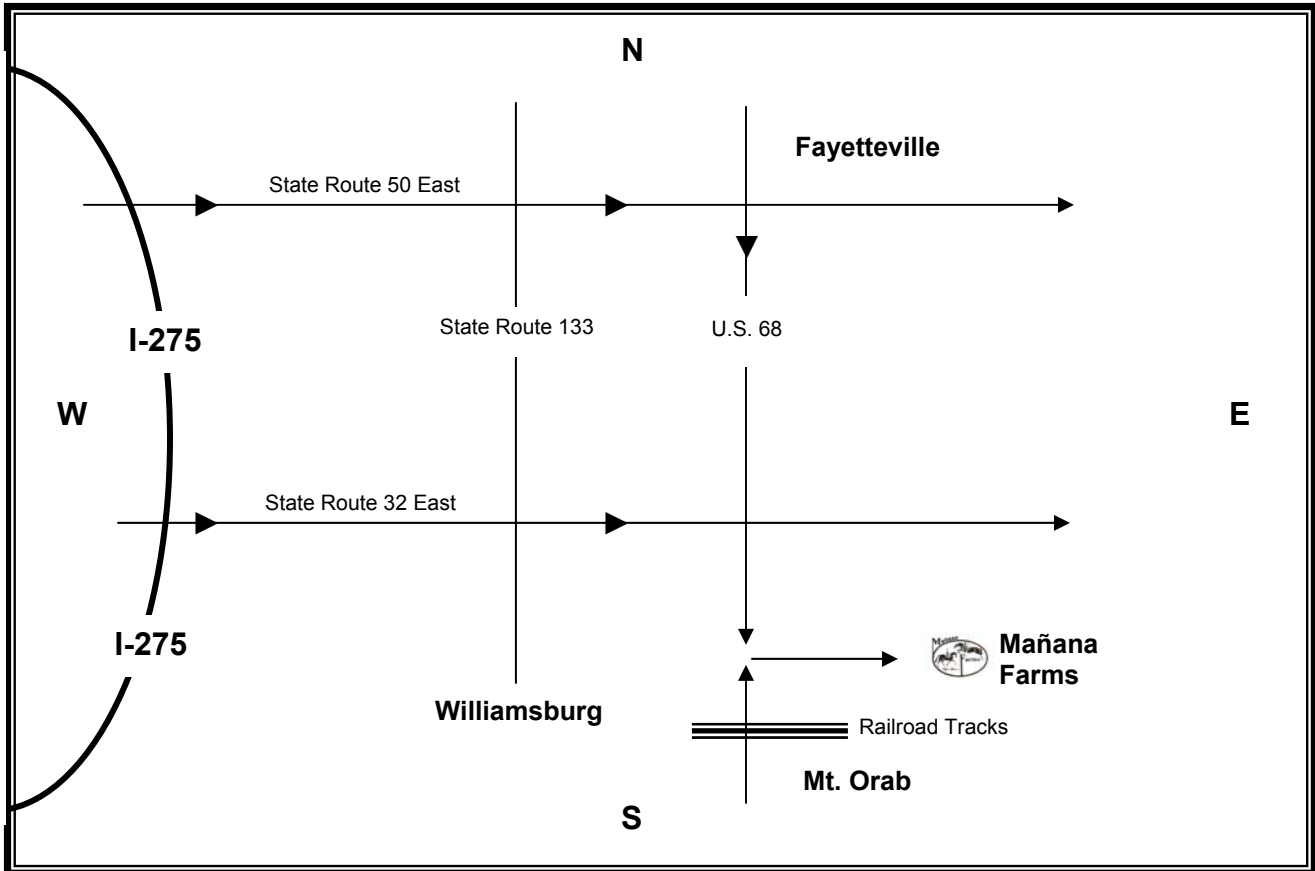 N
Fayetteville
State Route 50 East
State Route 133
U.S. 68
I-275
W
E
State Route 32 East
I-275
Mañana
Farms
Williamsburg
Railroad Tracks
Mt. Orab
S